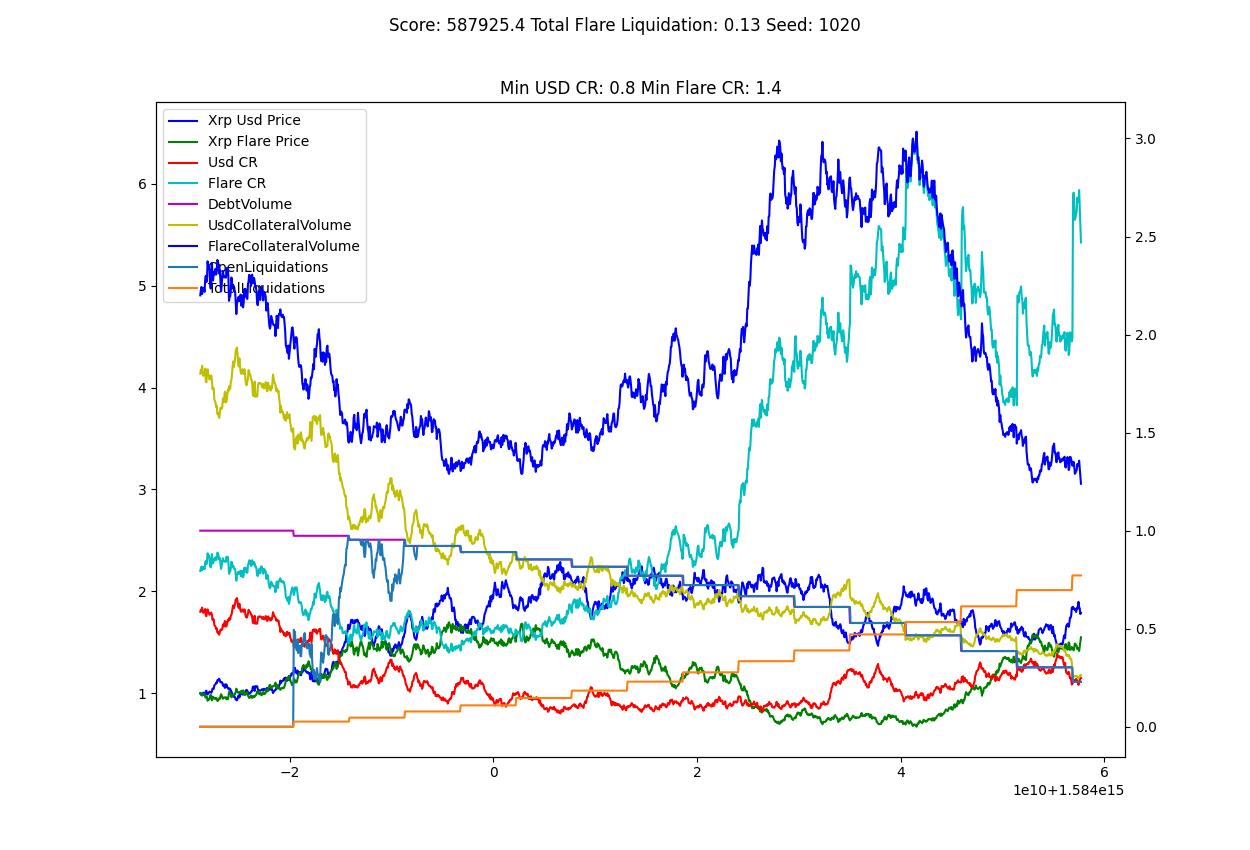 Score: 587925.4 Total Flare Liquidation: 0.13 Seed: 1020
Min USD CR: 0.8 Min Flare CR: 1.4
Xrp Usd Price
Xrp Flare Price
Usd CR
Flare CR
DebtVolume
UsdCollateralVolume
FlareCollateralVolume
OpenLiquidations
TotalLiquidations
6
5
4
3
2
1
3.0
2.5
2.0
1.5
1.0
0.5
0.0
−2
0
2
4
6
1e10+1.584e15